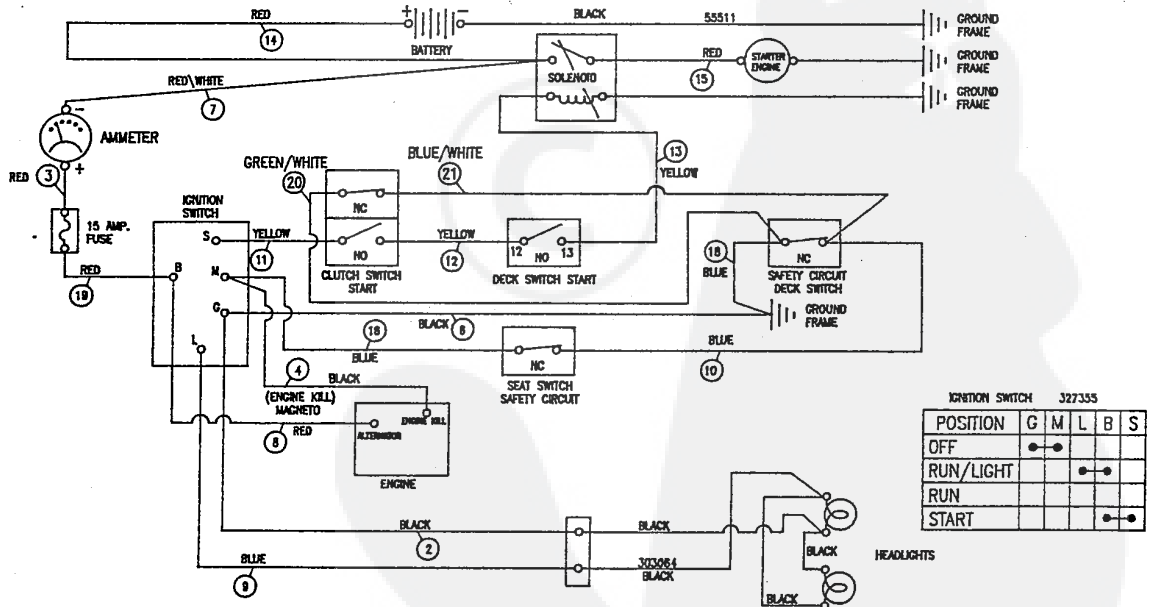 RED
14
+
−
BATTERY
BLACK
55511
GROUND
FRAME
RED\WHITE
7
SOLENOID
RED
15
STARTER
ENGINE
GROUND
FRAME
GROUND
FRAME
−
AMMETER
+
RED
3
15 AMP.
FUSE
RED
19
IGNITION
SWITCH
S
B
M
G
L
GREEN/WHITE
20
BLUE/WHITE
21
13
YELLOW
NC
YELLOW
11
NO
CLUTCH SWITCH
START
YELLOW
12
12
NO
13
DECK SWITCH START
18
BLUE
NC
SAFETY CIRCUIT
DECK SWITCH
BLACK
6
GROUND
FRAME
18
BLUE
NC
SEAT SWITCH
SAFETY CIRCUIT
BLUE
10
4
BLACK
(ENGINE KILL)
MAGNETO
8
RED
ALTERNATOR
ENGINE KILL
ENGINE
IGNITION SWITCH J27355
POSITION G M L B S
OFF
RUN/LIGHT
RUN
START
BLACK
2
BLACK
BLUE
9
303064
BLACK
BLACK
BLACK
HEADLIGHTS